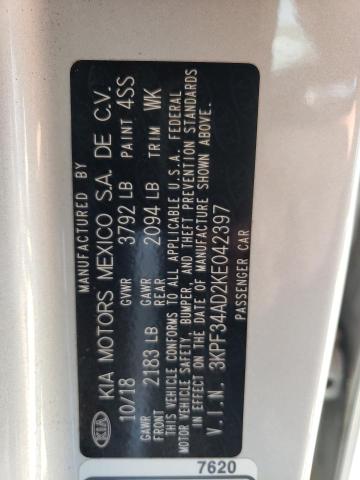 MANUFACTURED BY
KIA KIA MOTORS MEXICO S.A. DE C.V.
10/18 GVWR 3792 LB PAINT 4SS
GAWR FRONT 2183 LB GAWR REAR 2094 LB TRIM WK
THIS VEHICLE CONFORMS TO ALL APPLICABLE U.S.A. FEDERAL
MOTOR VEHICLE SAFETY, BUMPER, AND THEFT PREVENTION STANDARDS
IN EFFECT ON THE DATE OF MANUFACTURE SHOWN ABOVE.
V.I.N. 3KPF34AD2KE042397
PASSENGER CAR
7620